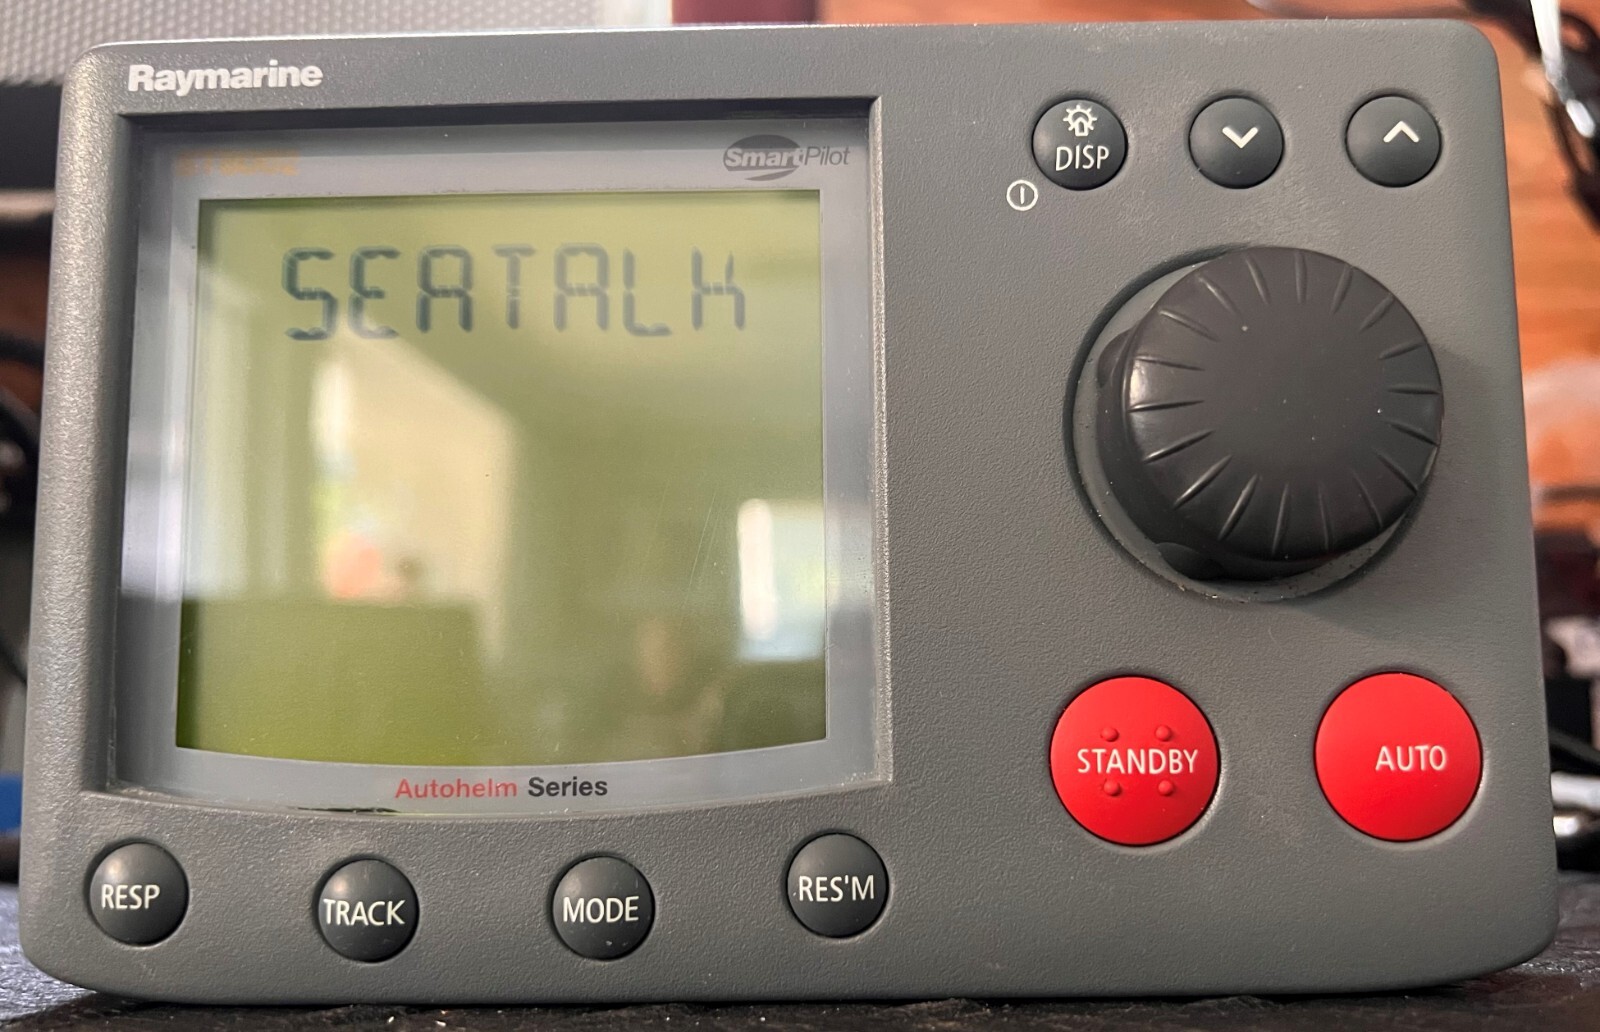 Raymarine
SmartPilot
SEATALK
Autohelm Series
DISP
STANDBY
AUTO
RESP
TRACK
MODE
RES'M